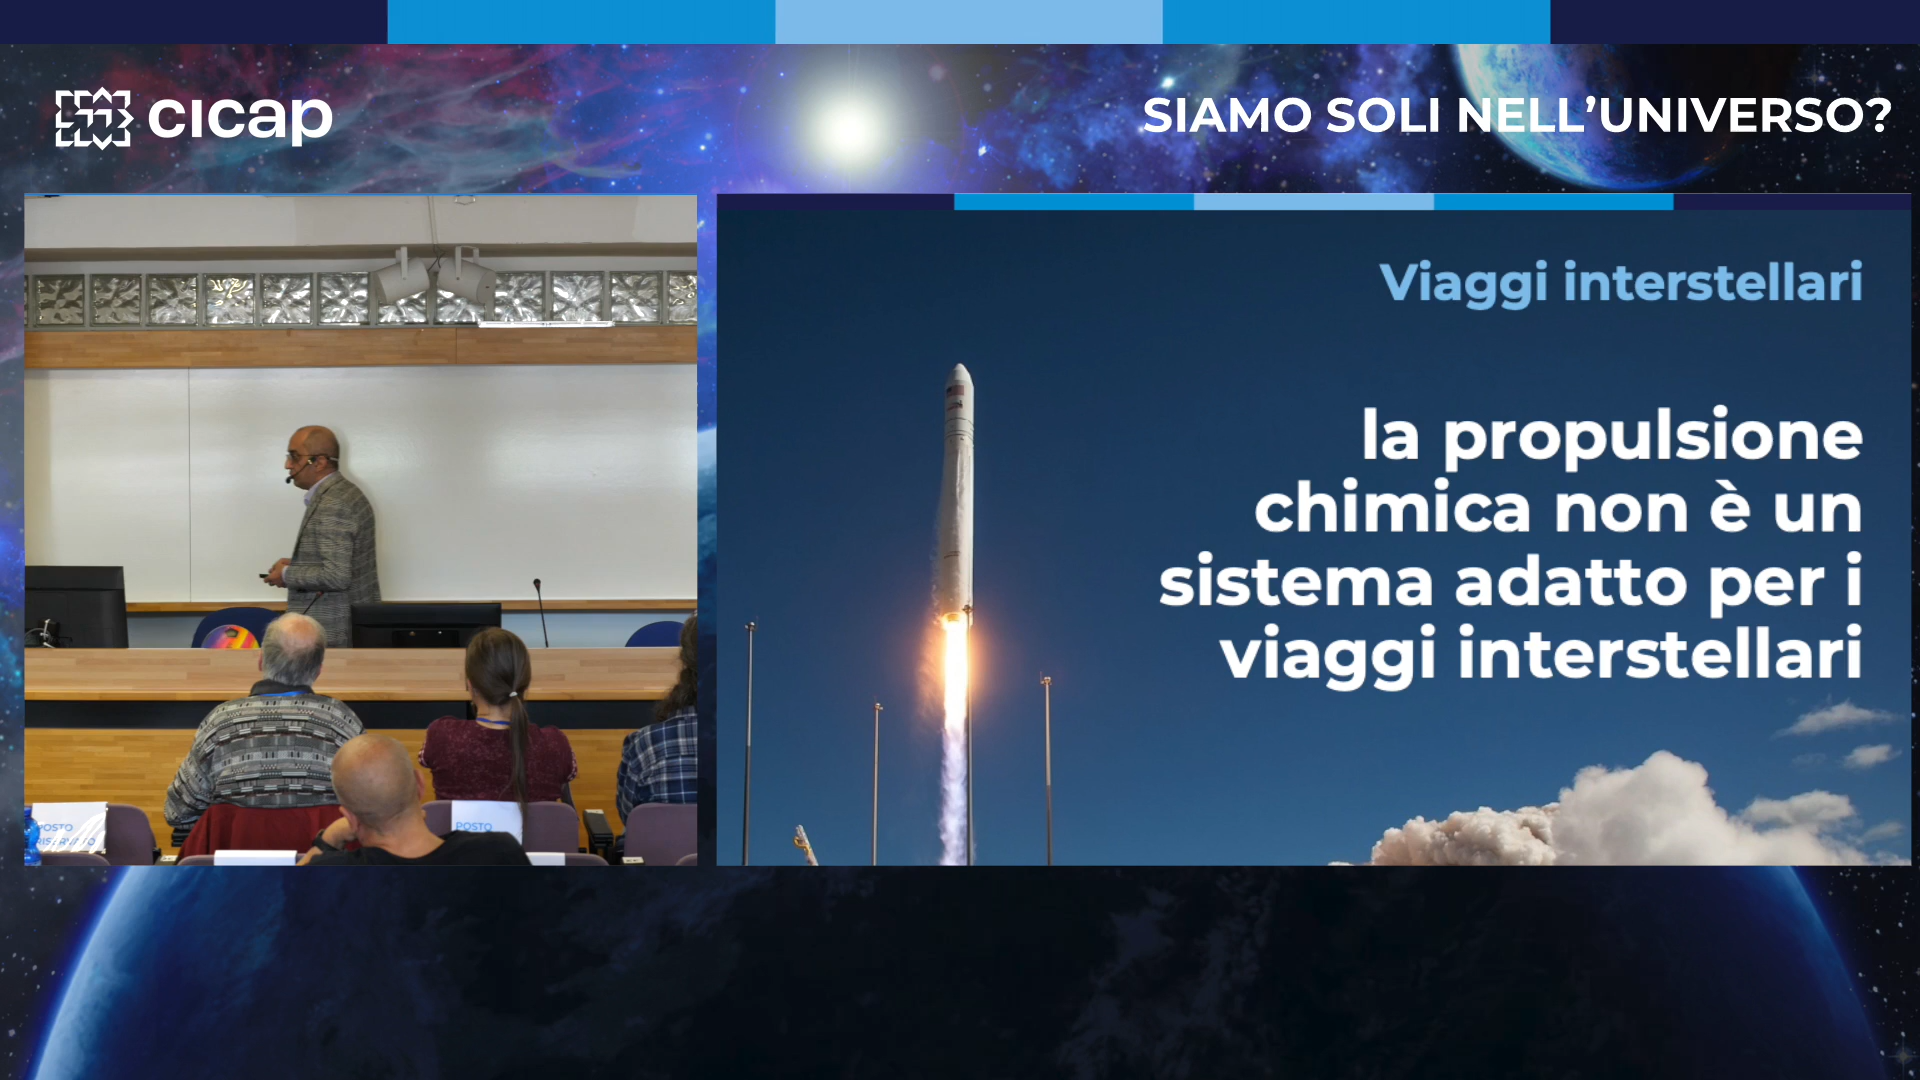 cicap
SIAMO SOLI NELL’UNIVERSO?
Viaggi interstellari
la propulsione
chimica non è un
sistema adatto per i
viaggi interstellari
POSTO
RISERVATO
POSTO